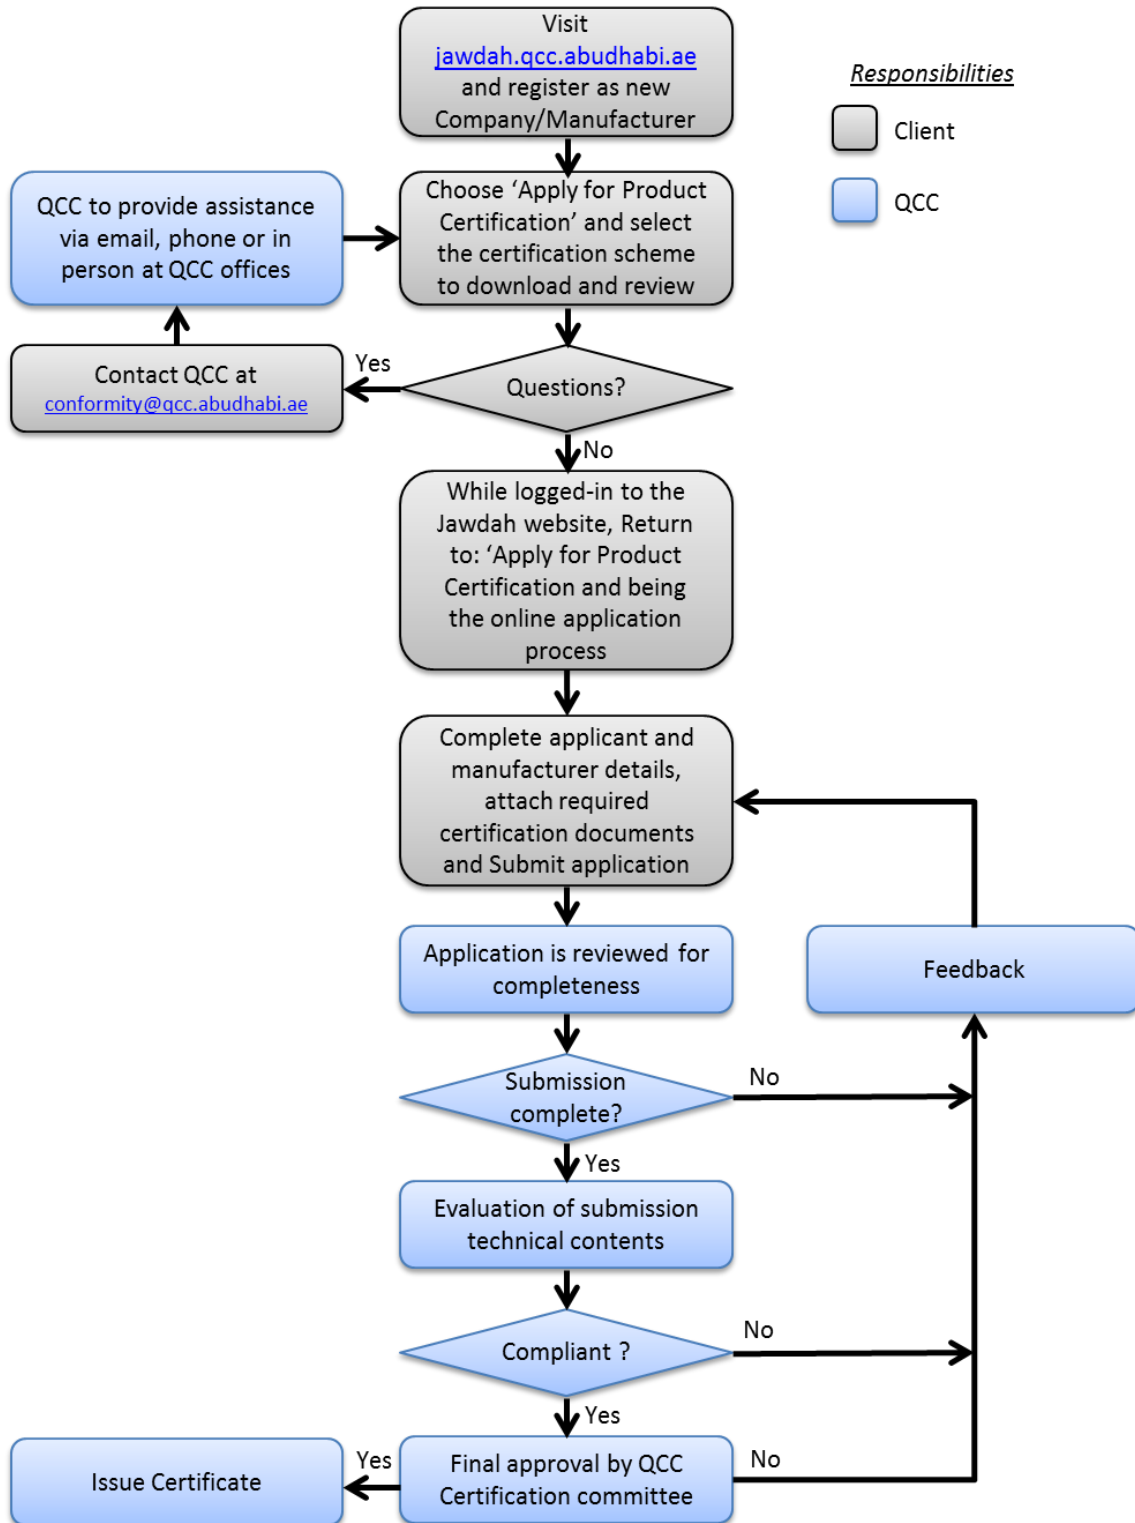 Visit
jawdah.qcc.abudhabi.ae
and register as new
Company/Manufacturer
Responsibilities
Client
QCC
QCC to provide assistance
via email, phone or in
person at QCC offices
Choose ‘Apply for Product
Certification’ and select
the certification scheme
to download and review
Contact QCC at
conformity@qcc.abudhabi.ae
Yes
Questions?
No
While logged-in to the
Jawdah website, Return
to: ‘Apply for Product
Certification and being
the online application
process
Complete applicant and
manufacturer details,
attach required
certification documents
and Submit application
Application is reviewed for
completeness
Feedback
Submission
complete?
No
Yes
Evaluation of submission
technical contents
Compliant ?
No
Yes
Issue Certificate
Yes
Final approval by QCC
Certification committee
No